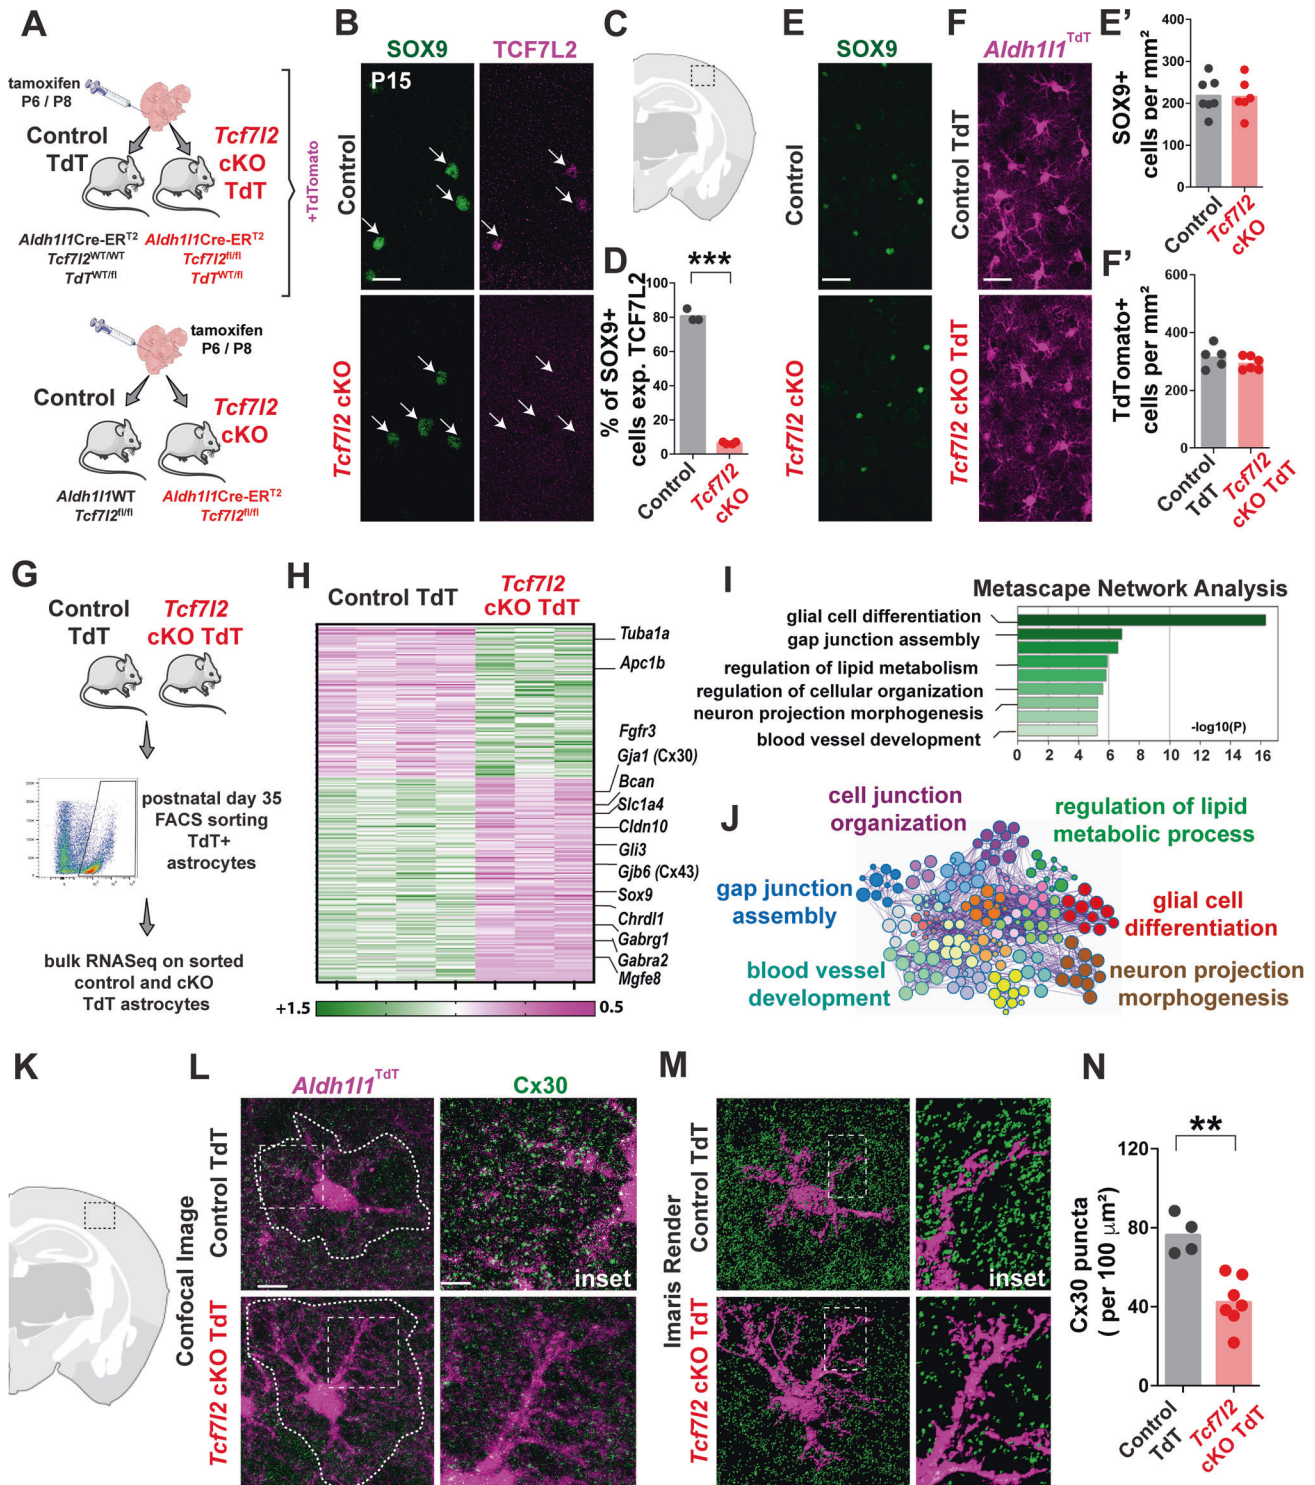 A
tamoxifen
P6 / P8
Control
TdT
Tcf7l2
cKO
TdT
+TdTomato
Aldh1l1Cre-ERT2
Tcf7l2WT/WT
TdTWT/fl
Aldh1l1Cre-ERT2
Tcf7l2fl/fl
TdTWT/fl
tamoxifen
P6 / P8
Control
Tcf7l2
cKO
Aldh1l1WT
Tcf7l2fl/fl
Aldh1l1Cre-ERT2
Tcf7l2fl/fl
B
SOX9
TCF7L2
P15
Control
Tcf7l2 cKO
C
D
***
% of SOX9+
cells exp. TCF7L2
100
80
60
40
20
0
Control
Tcf7l2
cKO
E
SOX9
Control
Tcf7l2 cKO
F
Aldh1l1TdT
Control TdT
Tcf7l2 cKO TdT
E'
SOX9+
cells per mm²
400
300
200
100
0
Control
Tcf7l2
cKO
F'
TdTomato+
cells per mm²
600
300
0
Control
TdT
Tcf7l2
cKO TdT
G
Control
TdT
Tcf7l2
cKO TdT
postnatal day 35
FACS sorting
TdT+
astrocytes
bulk RNASeq on sorted
control and cKO
TdT astrocytes
H
Control TdT
Tcf7l2
cKO TdT
Tuba1a
Apc1b
Fgfr3
Gja1 (Cx30)
Bcan
Slc1a4
Cldn10
Gli3
Gjb6 (Cx43)
Sox9
Chrdl1
Gabrg1
Gabra2
Mgfe8
+1.5
0.5
I
Metascape Network Analysis
glial cell differentiation
gap junction assembly
regulation of lipid metabolism
regulation of cellular organization
neuron projection morphogenesis
blood vessel development
-log10(P)
0 2 4 6 8 10 12 14 16
J
cell junction
organization
regulation of lipid
metabolic process
gap junction
assembly
glial cell
differentiation
blood vessel
development
neuron projection
morphogenesis
K
L
Aldh1l1TdT
Cx30
Confocal Image
Control TdT
inset
Tcf7l2 cKO TdT
M
Imaris Render
Control TdT
inset
Tcf7l2 cKO TdT
N
**
Cx30 puncta
( per 100 µm²)
120
80
40
0
Control
TdT
Tcf7l2
cKO TdT